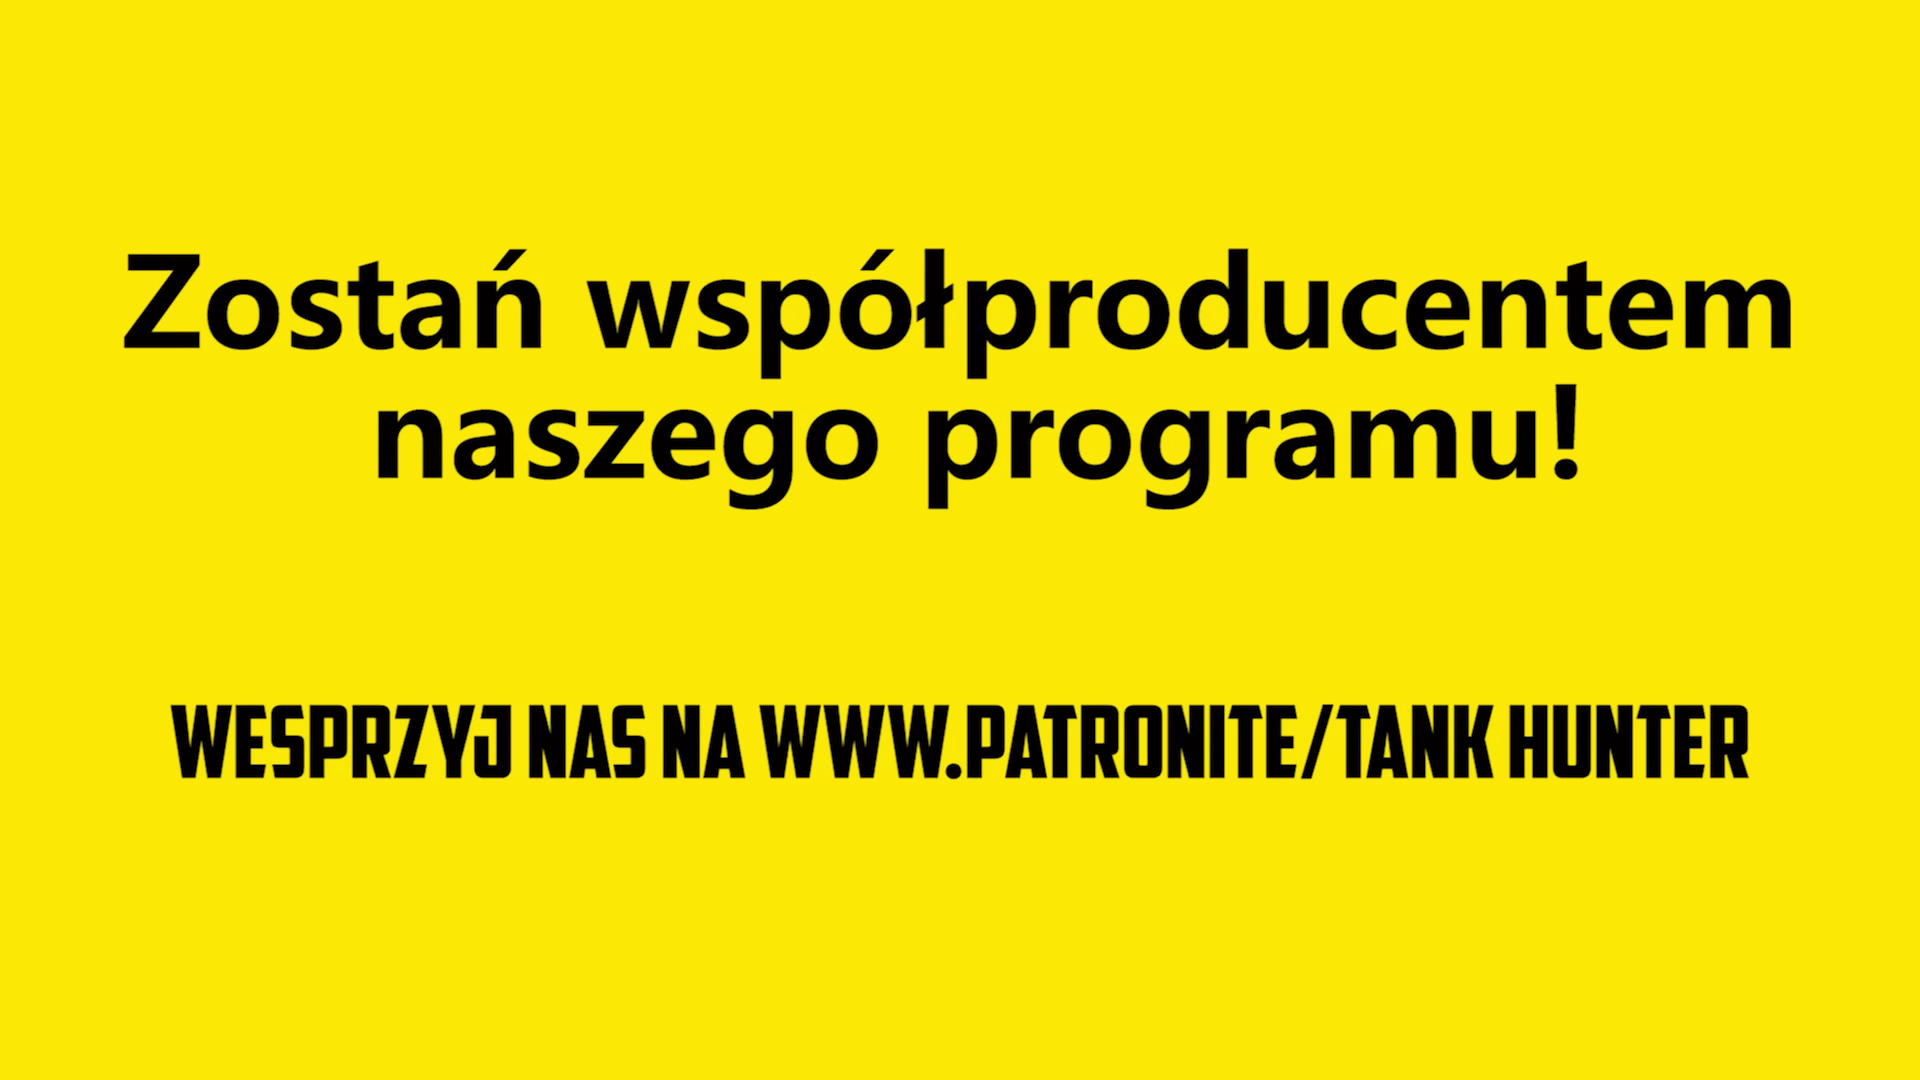 Zostań współproducentem
naszego programu!
WESPRZYJ NAS NA WWW.PATRONITE/TANK HUNTER